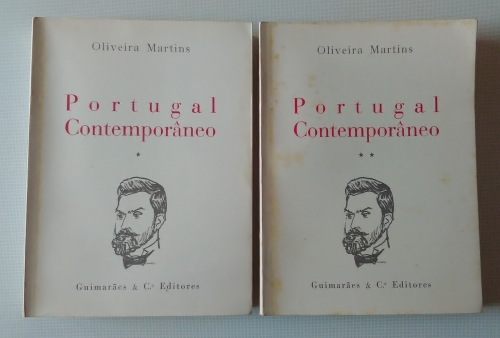 Oliveira Martins
Portugal
Contemporâneo
*
Guimarães & C.ª Editores
Oliveira Martins
Portugal
Contemporâneo
* *
Guimarães & C.ª Editores